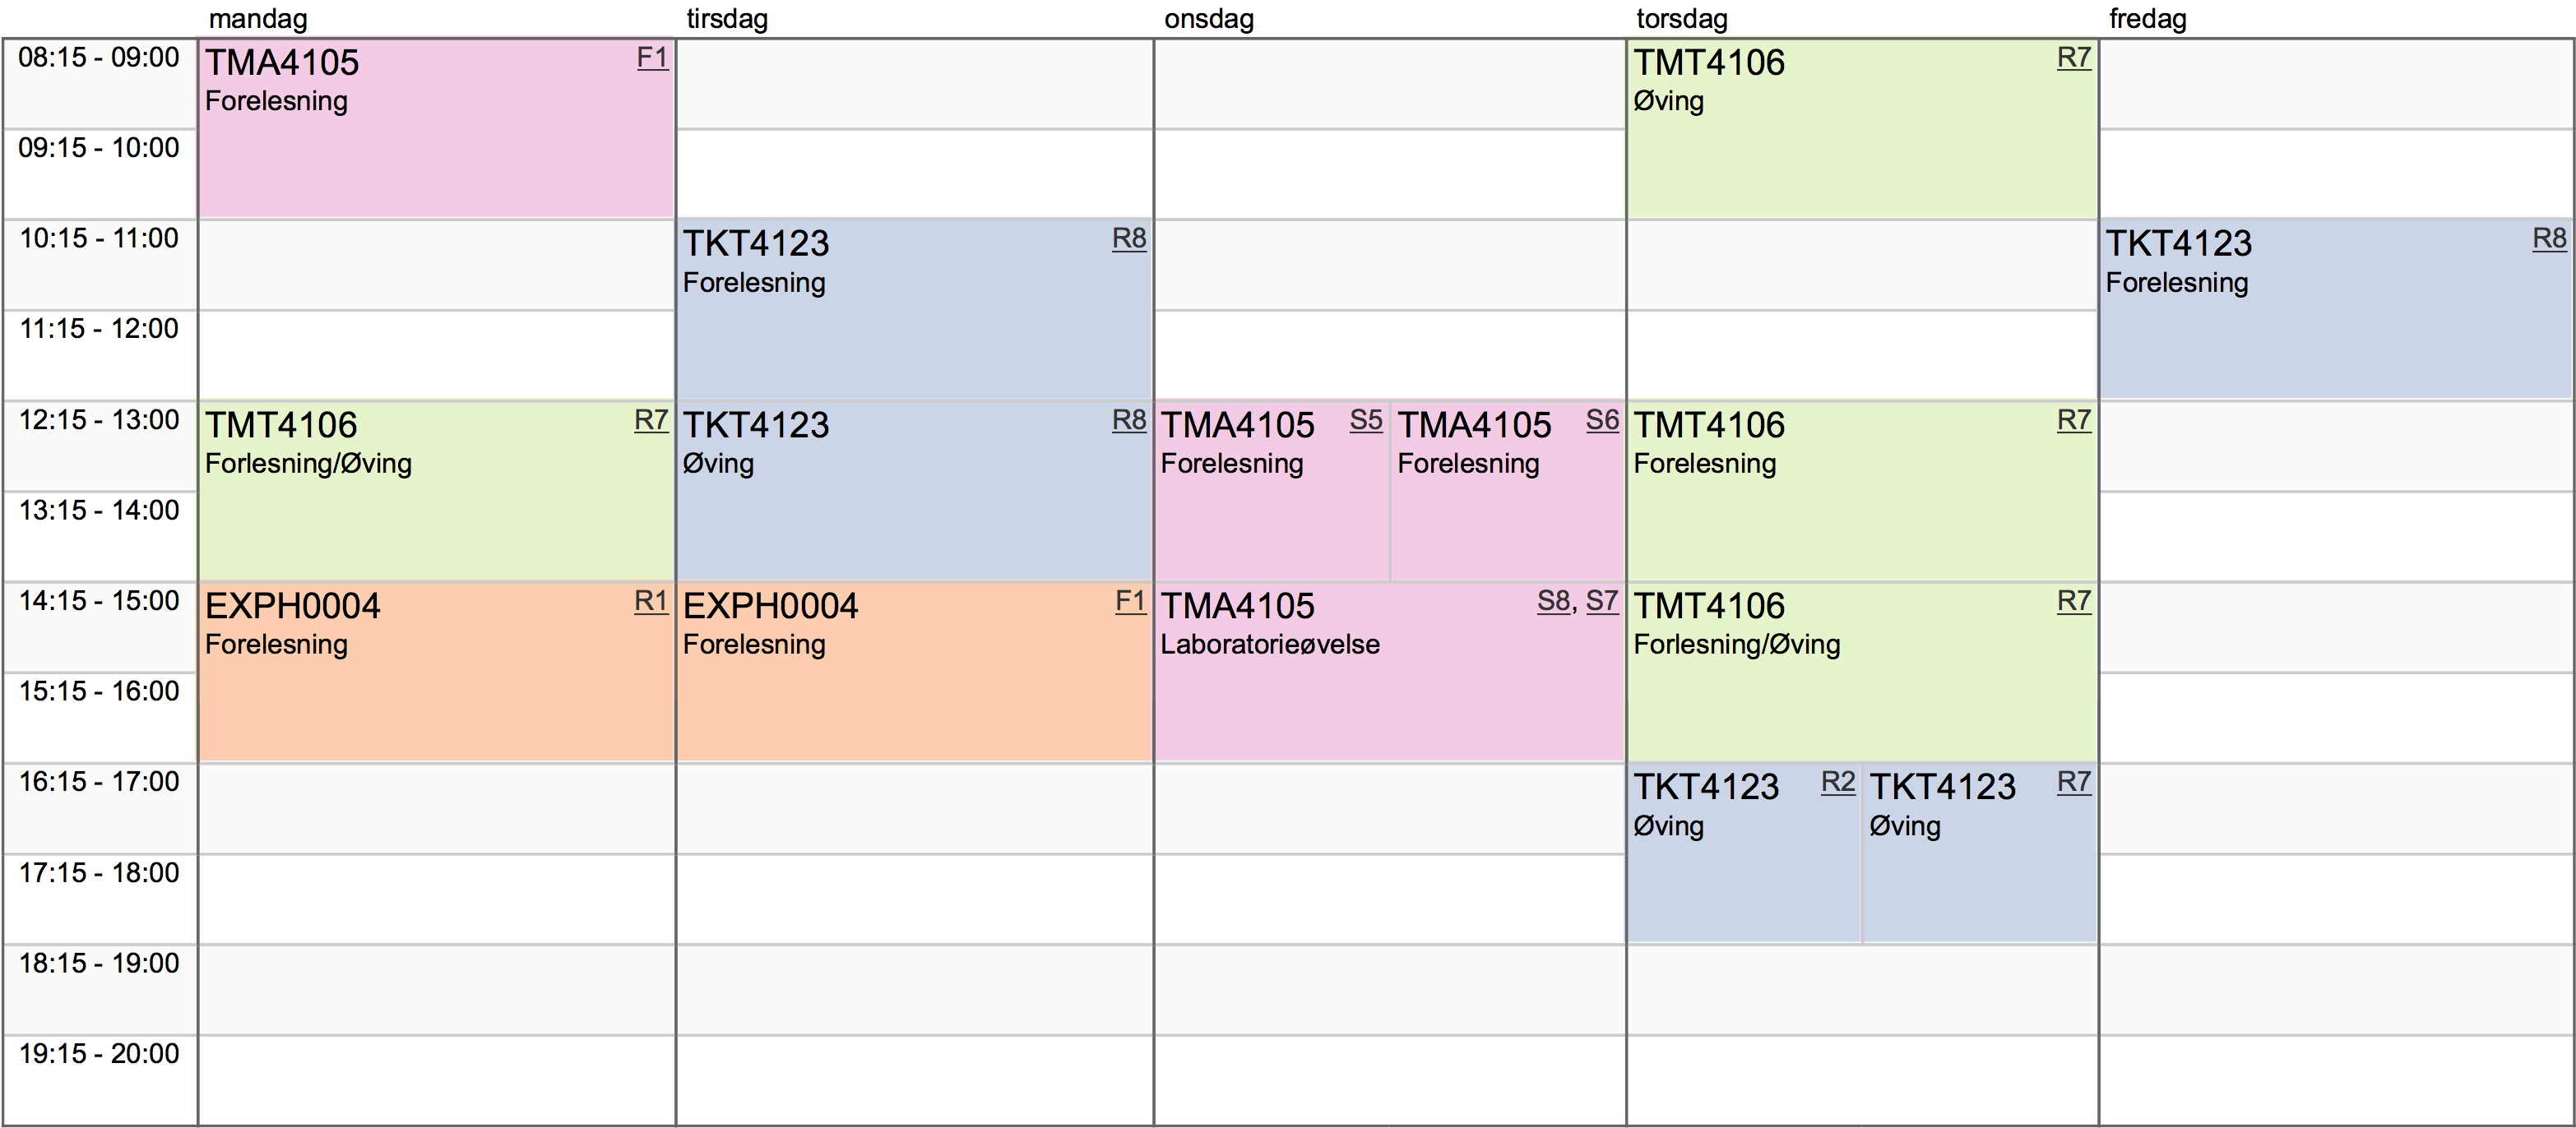 mandag tirsdag onsdag torsdag fredag
08:15 - 09:00
TMA4105 F1
Forelesning
TMT4106 R7
Øving
09:15 - 10:00
10:15 - 11:00
TKT4123 R8
Forelesning
TKT4123 R8
Forelesning
11:15 - 12:00
12:15 - 13:00
TMT4106 R7
Forlesning/Øving
TKT4123 R8
Øving
TMA4105 S5
Forelesning
TMA4105 S6
Forelesning
TMT4106 R7
Forelesning
13:15 - 14:00
14:15 - 15:00
EXPH0004 R1
Forelesning
EXPH0004 F1
Forelesning
TMA4105 S8, S7
Laboratorieøvelse
TMT4106 R7
Forlesning/Øving
15:15 - 16:00
16:15 - 17:00
TKT4123 R2
Øving
TKT4123 R7
Øving
17:15 - 18:00
18:15 - 19:00
19:15 - 20:00